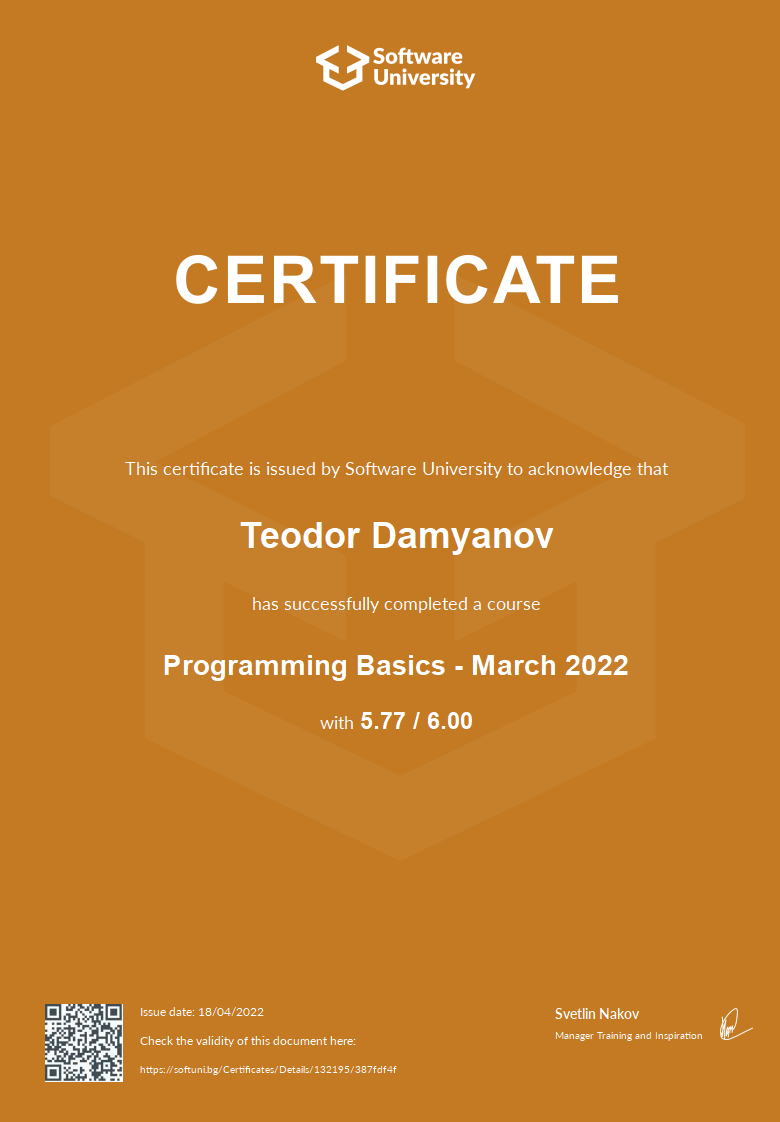 Software
University
CERTIFICATE
This certificate is issued by Software University to acknowledge that
Teodor Damyanov
has successfully completed a course
Programming Basics - March 2022
with 5.77 / 6.00
Issue date: 18/04/2022
Check the validity of this document here:
https://softuni.bg/Certificates/Details/132195/387fdf4f
Svetlin Nakov
Manager Training and Inspiration